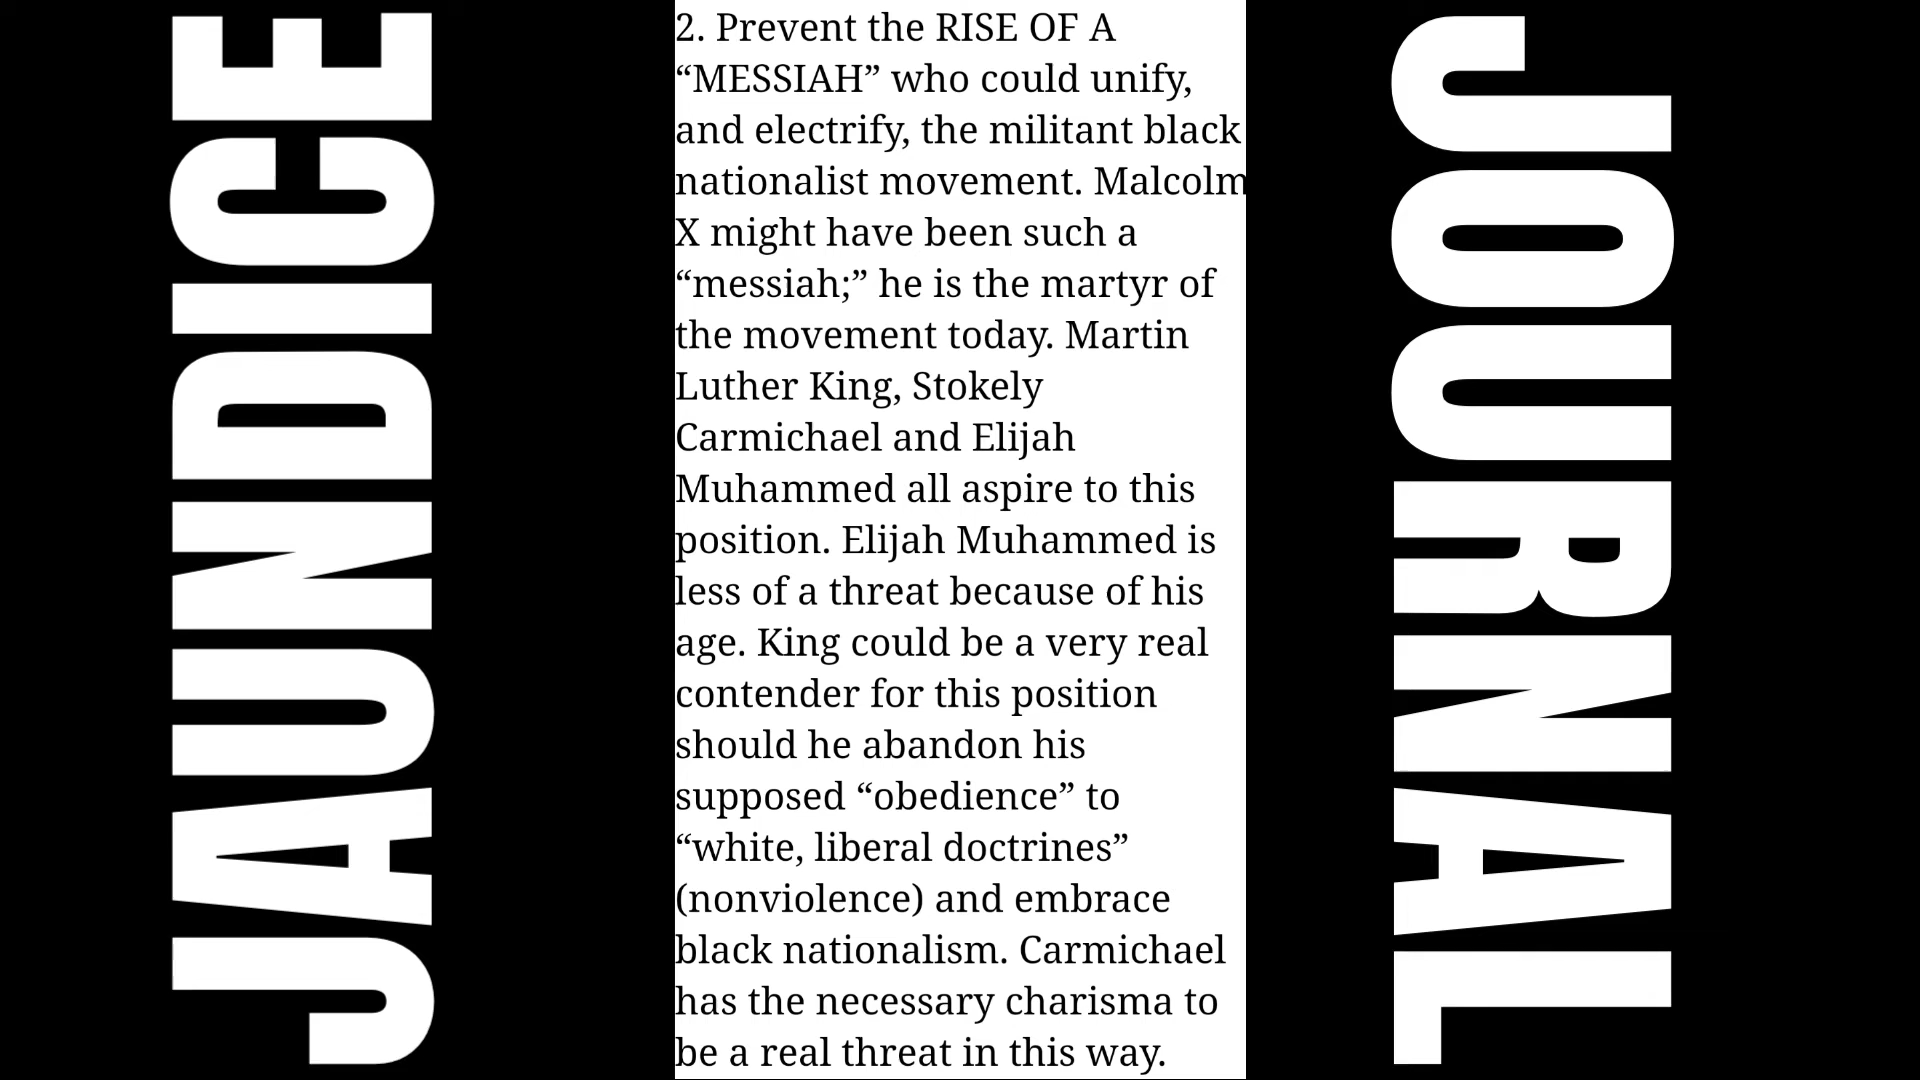 JAUNDICE
2. Prevent the RISE OF A
“MESSIAH” who could unify,
and electrify, the militant black
nationalist movement. Malcolm
X might have been such a
“messiah;” he is the martyr of
the movement today. Martin
Luther King, Stokely
Carmichael and Elijah
Muhammed all aspire to this
position. Elijah Muhammed is
less of a threat because of his
age. King could be a very real
contender for this position
should he abandon his
supposed “obedience” to
“white, liberal doctrines”
(nonviolence) and embrace
black nationalism. Carmichael
has the necessary charisma to
be a real threat in this way.
JOURNAL